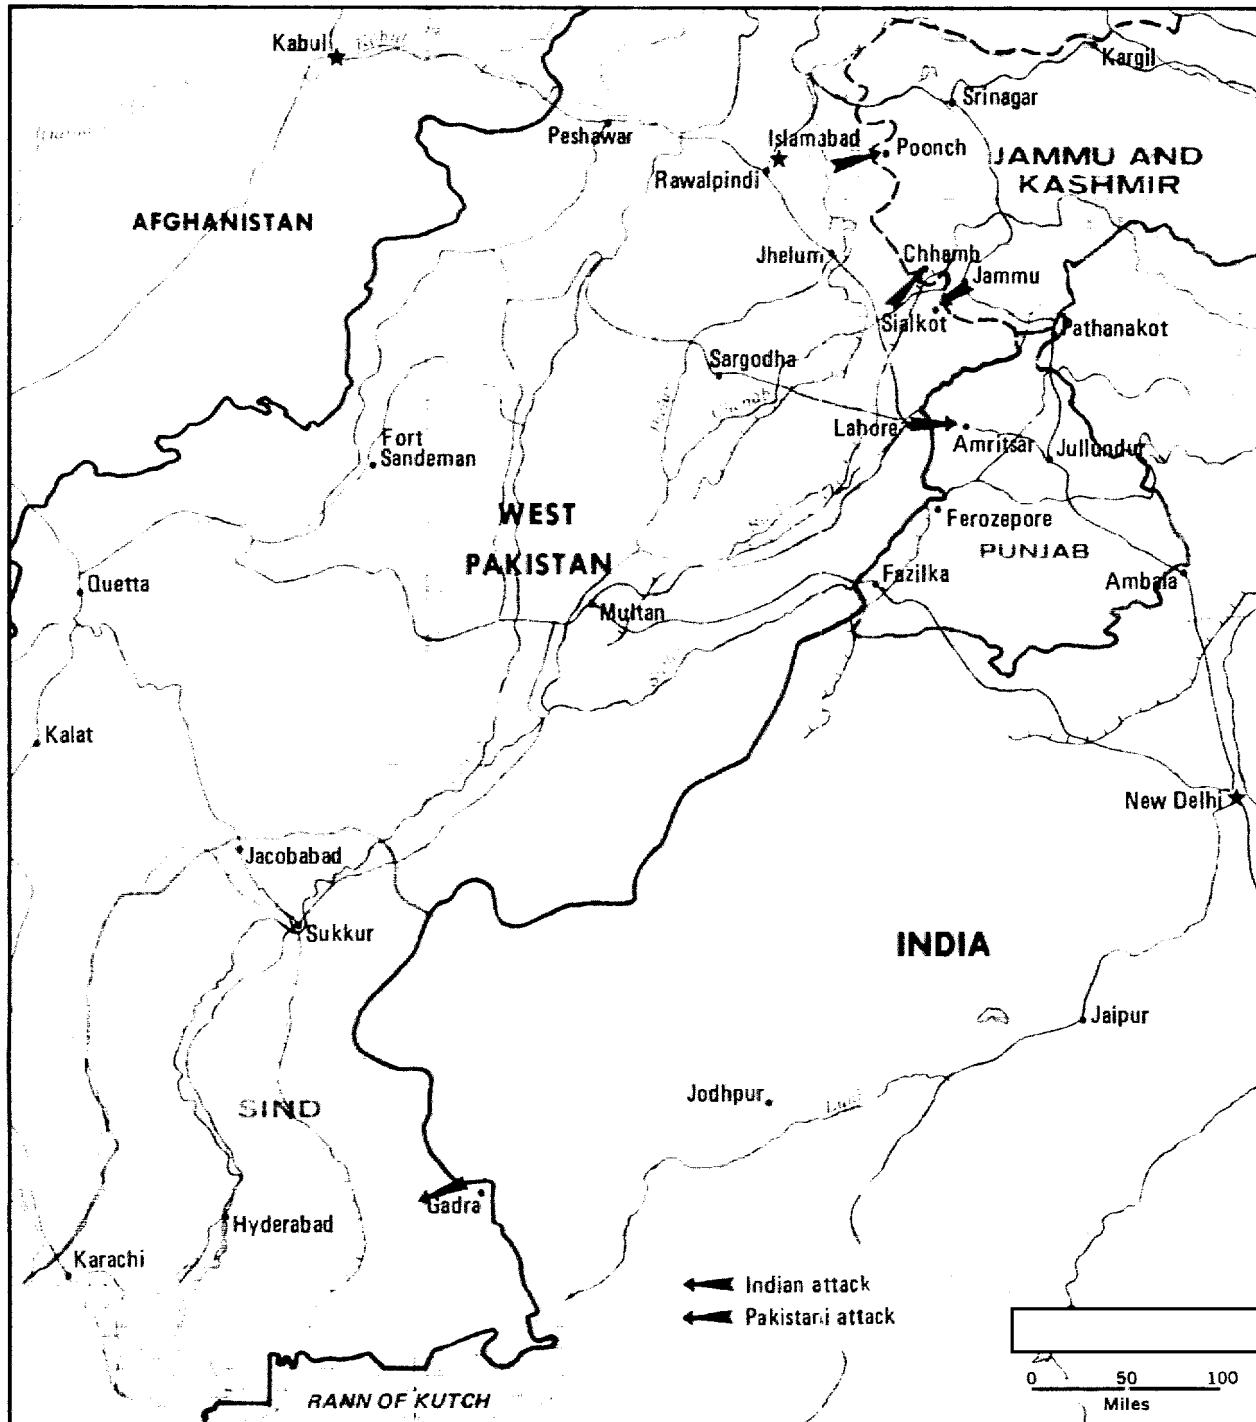 Kabul
Kargil
Srinagar
Peshawar
Islamabad
Poonch
JAMMU AND
KASHMIR
Rawalpindi
AFGHANISTAN
Jhelum
Chhamb
Jammu
Sialkot
Pathanakot
Sargodha
Lahore
Amritsar
Jullundur
Fort
Sandeman
WEST
PAKISTAN
Ferozepore
PUNJAB
Quetta
Fazilka
Ambala
Multan
Kalat
New Delhi
Jacobabad
Sukkur
INDIA
Jaipur
Jodhpur
SIND
Gadra
Hyderabad
Karachi
Indian attack
Pakistani attack
0 50 100
Miles
RANN OF KUTCH